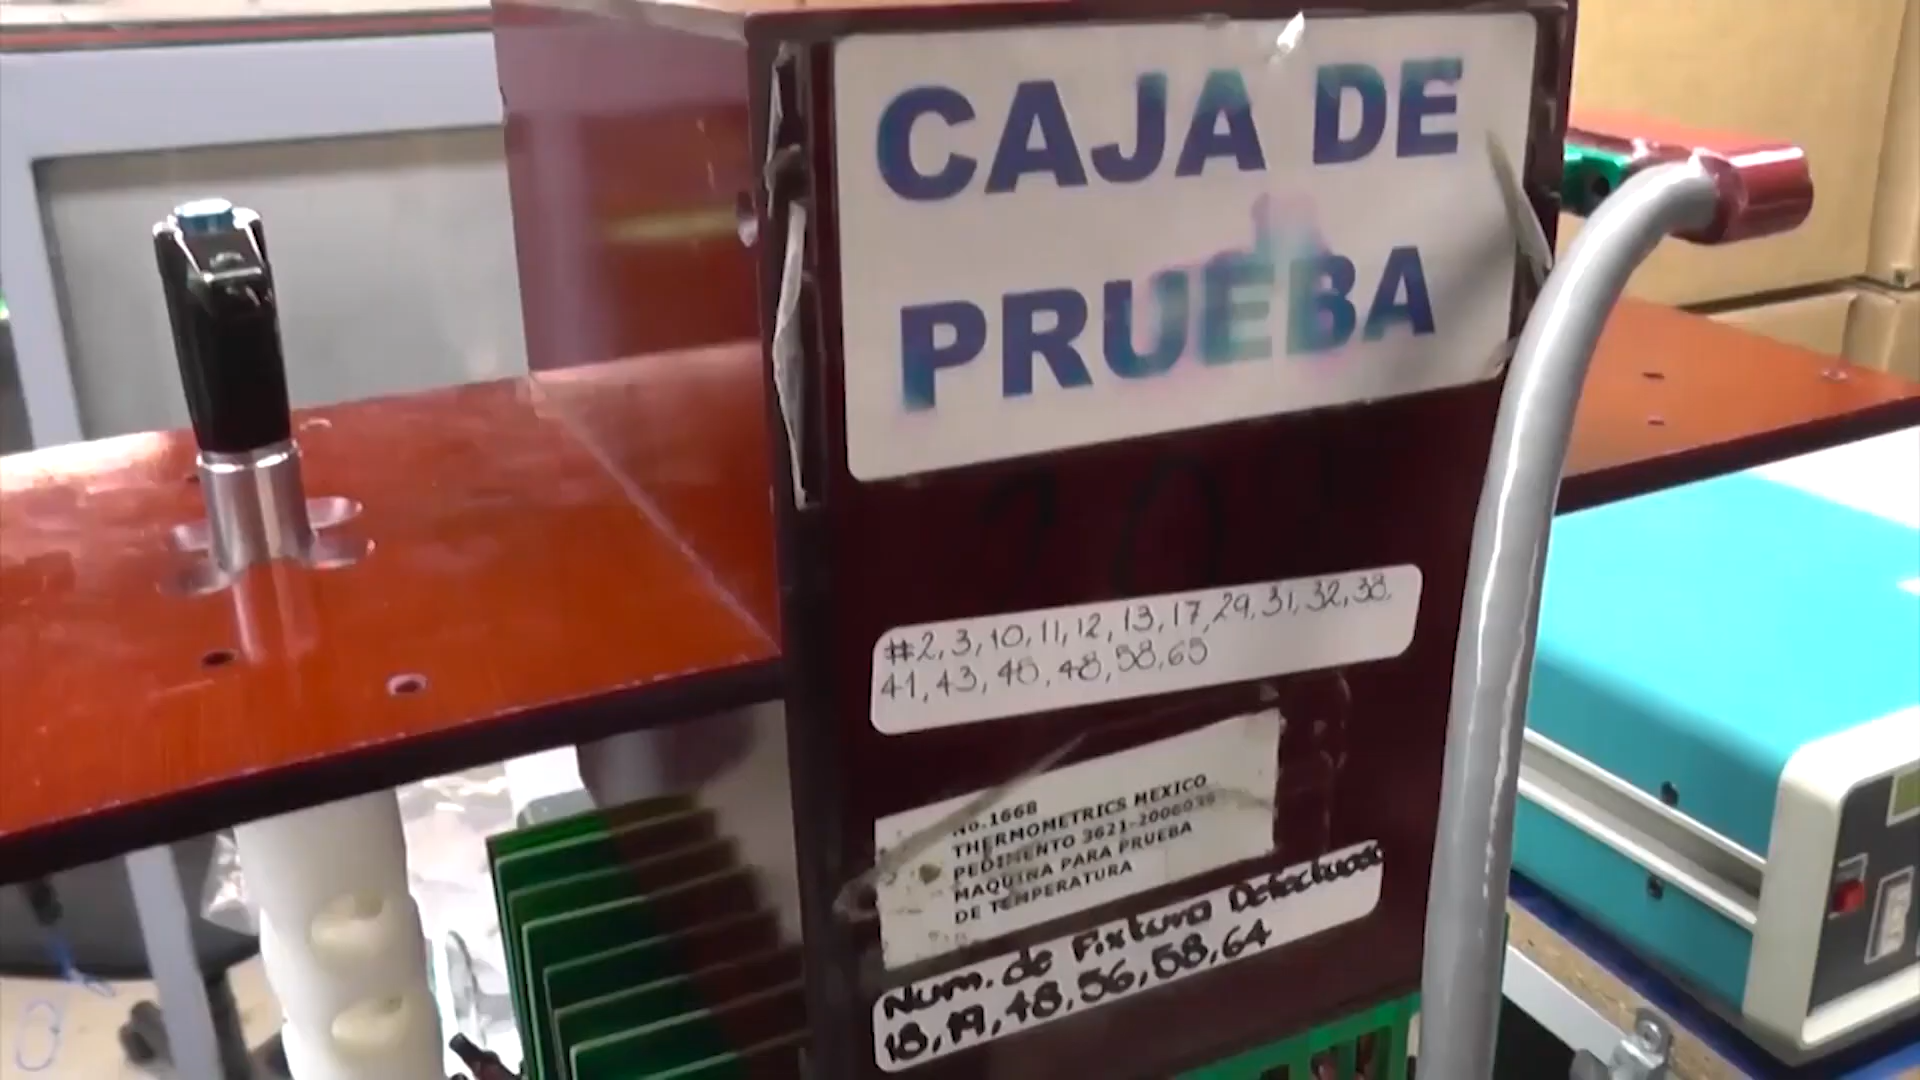 CAJA DE
PRUEBA
#2,3,10,11,12,13,17,29,31,32,38,
41,43,45,48,58,65
No.1668
THERMOMETRICS MEXICO
PEDIMENTO 3621-2006036
MAQUINA PARA PRUEBA
DE TEMPERATURA
Num. de Fixtura Defectuoso
18,19,48,56,58,64